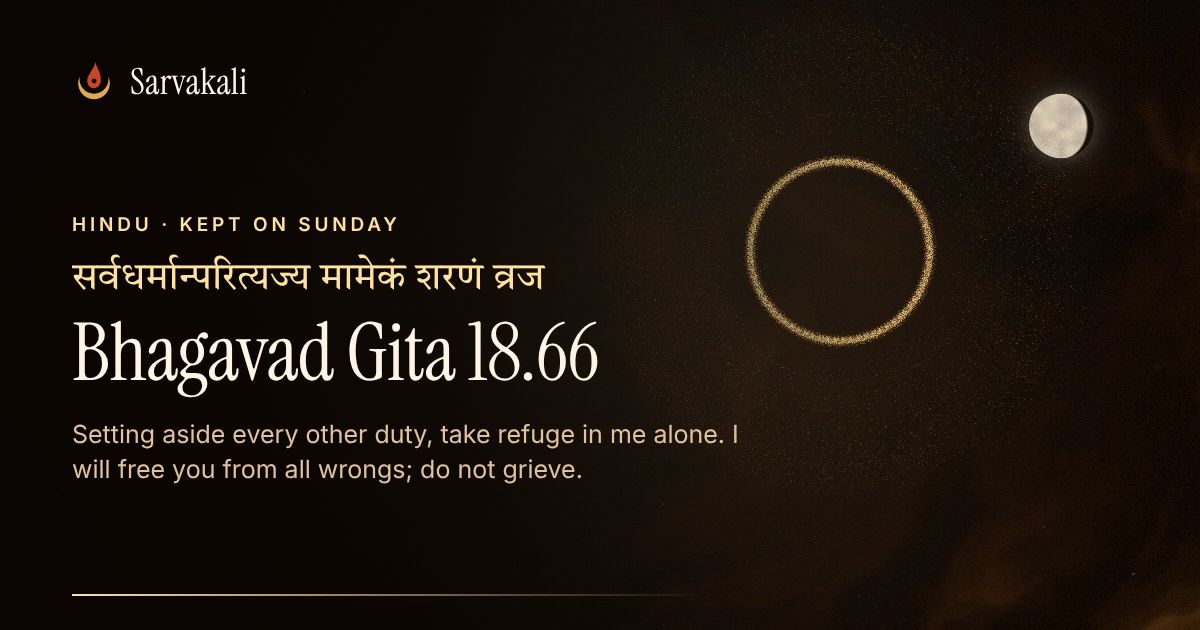 Sarvakali
HINDU · KEPT ON SUNDAY
सर्वधर्मान्परित्यज्य मामेकं शरणं व्रज
Bhagavad Gita 18.66
Setting aside every other duty, take refuge in me alone. I
will free you from all wrongs; do not grieve.